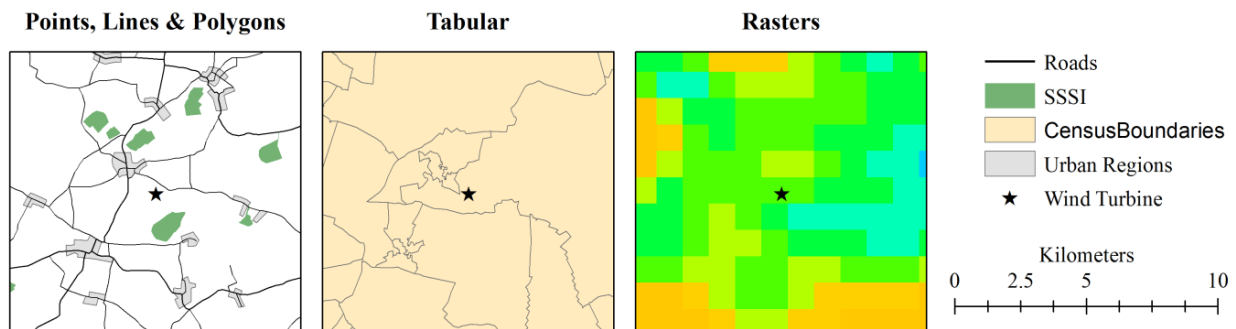 Points, Lines & Polygons
Tabular
Rasters
Roads
SSSI
CensusBoundaries
Urban Regions
Wind Turbine
Kilometers
0 2.5 5 10